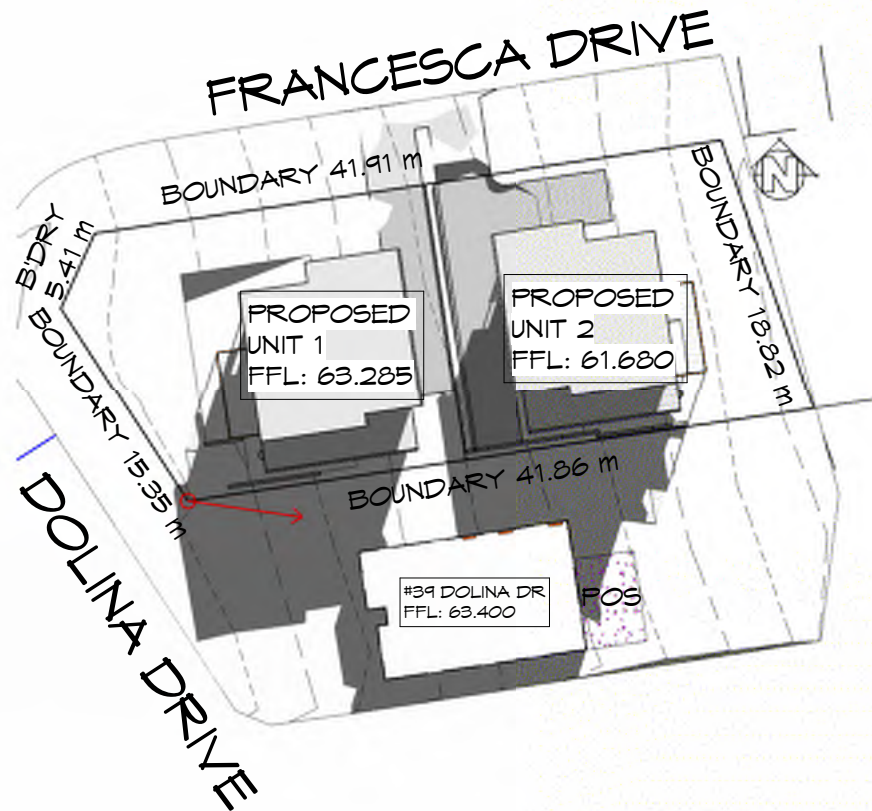 FRANCESCA DRIVE
BOUNDARY 41.91 m
N
B'DRY
5.41 m
BOUNDARY 18.82 m
PROPOSED
UNIT 1
FFL: 63.285
PROPOSED
UNIT 2
FFL: 61.680
BOUNDARY 15.35 m
BOUNDARY 41.86 m
DOLINA DRIVE
#39 DOLINA DR
FFL: 63.400
POS